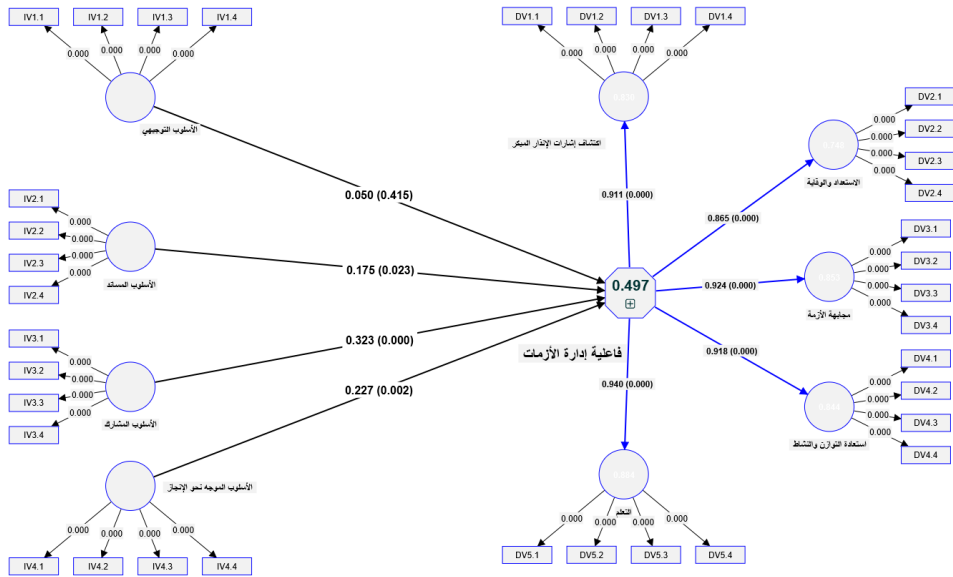 IV1.1 IV1.2 IV1.3 IV1.4
0.000 0.000 0.000 0.000
الأسلوب التوجيهي
DV1.1 DV1.2 DV1.3 DV1.4
0.000 0.000 0.000 0.000
اكتشاف إشارات الإنذار المبكر
DV2.1
DV2.2
DV2.3
DV2.4
0.000
0.000
0.000
0.000
الاستعداد والوقاية
0.050 (0.415)
0.911 (0.000)
0.865 (0.000)
IV2.1
IV2.2
IV2.3
IV2.4
0.000
0.000
0.000
0.000
الأسلوب المساند
0.175 (0.023)
0.497
فاعلية إدارة الأزمات
0.924 (0.000)
DV3.1
DV3.2
DV3.3
DV3.4
0.000
0.000
0.000
0.000
مجابهة الأزمة
IV3.1
IV3.2
IV3.3
IV3.4
0.000
0.000
0.000
0.000
الأسلوب المشارك
0.323 (0.000)
0.227 (0.002)
0.940 (0.000)
0.918 (0.000)
DV4.1
DV4.2
DV4.3
DV4.4
0.000
0.000
0.000
0.000
استعادة التوازن والنشاط
الأسلوب الموجه نحو الإنجاز
0.000 0.000 0.000 0.000
IV4.1 IV4.2 IV4.3 IV4.4
التعلم
0.000 0.000 0.000 0.000
DV5.1 DV5.2 DV5.3 DV5.4